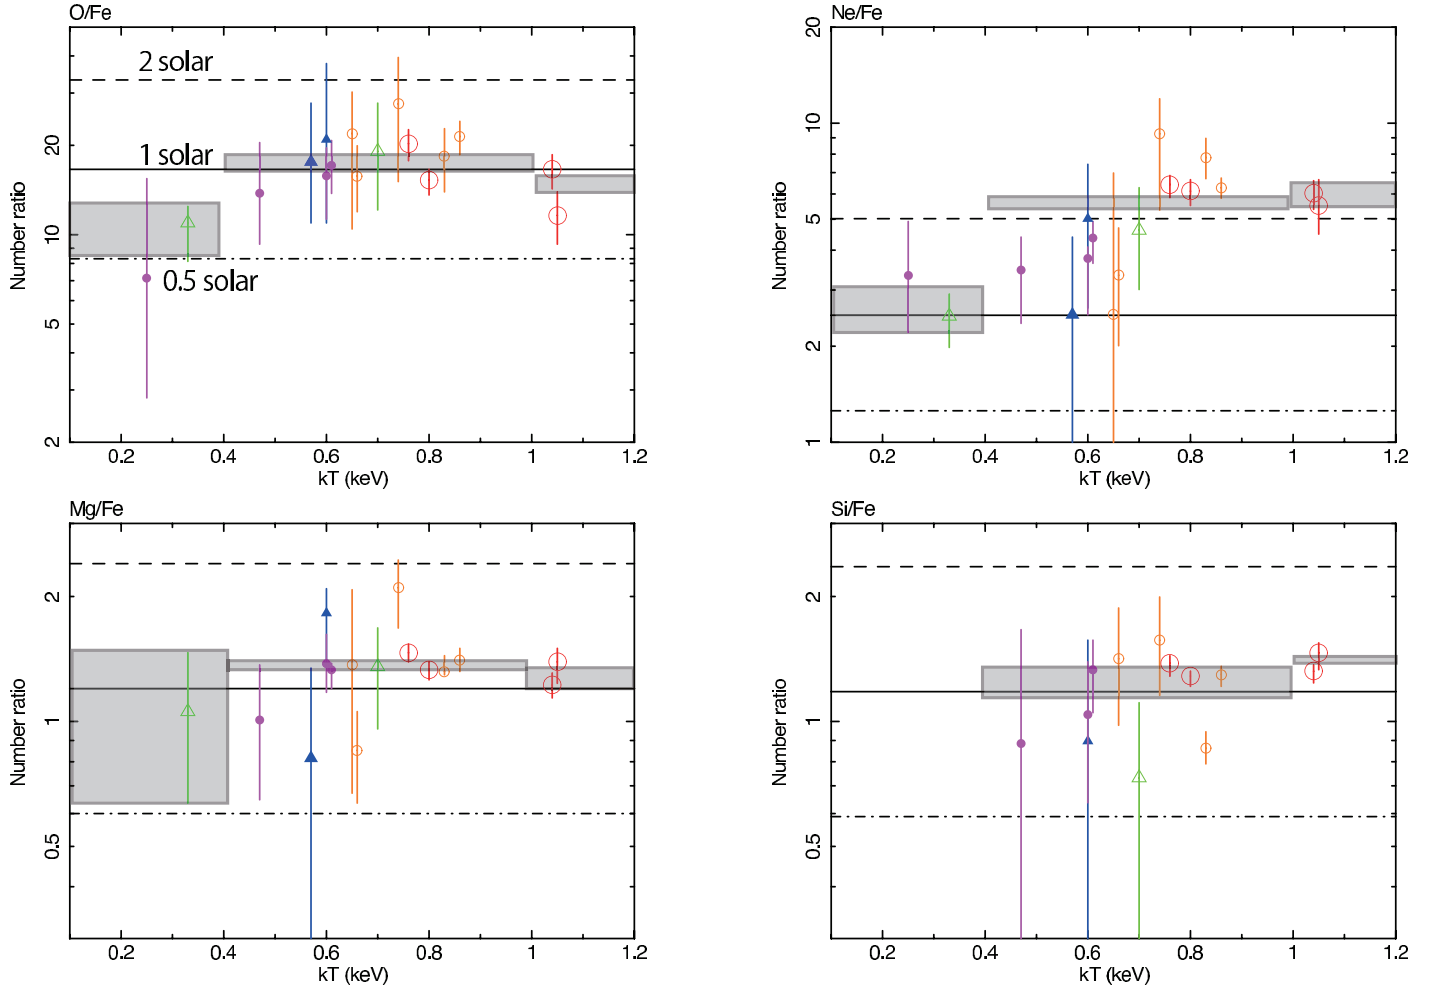 O/Fe
Number ratio
20
10
5
2
2 solar
1 solar
0.5 solar
0.2 0.4 0.6 0.8 1 1.2
kT (keV)
Ne/Fe
Number ratio
20
10
5
2
1
0.2 0.4 0.6 0.8 1 1.2
kT (keV)
Mg/Fe
Number ratio
2
1
0.5
0.2 0.4 0.6 0.8 1 1.2
kT (keV)
Si/Fe
Number ratio
2
1
0.5
0.2 0.4 0.6 0.8 1 1.2
kT (keV)